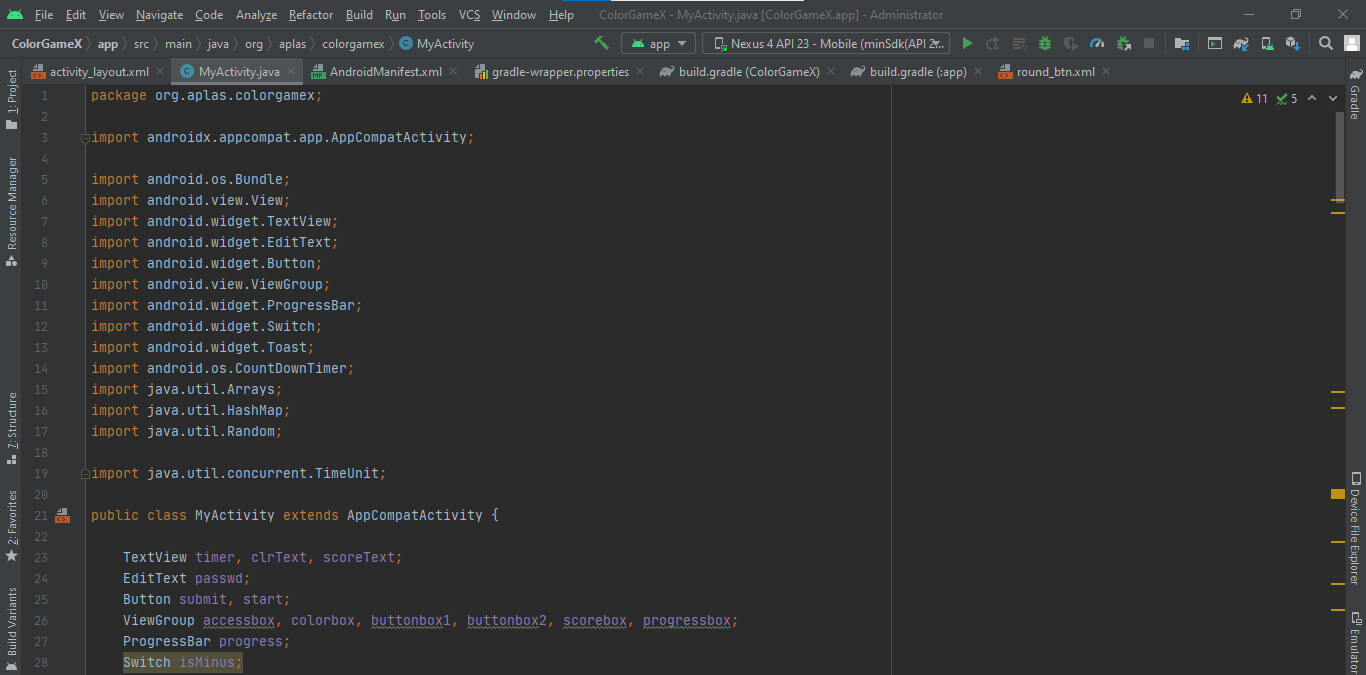 File Edit View Navigate Code Analyze Refactor Build Run Tools VCS Window Help ColorGameX - MyActivity.java [ColorGameX.app] - Administrator
ColorGameX app src main java org aplas colorgamex C MyActivity app Nexus 4 API 23 - Mobile (minSdk(API 2...
activity_layout.xml C MyActivity.java MF AndroidManifest.xml gradle-wrapper.properties build.gradle (ColorGameX) build.gradle (:app) round_btn.xml
1: Project
Resource Manager
7: Structure
2: Favorites
Build Variants
11 5
1 package org.aplas.colorgamex;
2
3 import androidx.appcompat.app.AppCompatActivity;
4
5 import android.os.Bundle;
6 import android.view.View;
7 import android.widget.TextView;
8 import android.widget.EditText;
9 import android.widget.Button;
10 import android.view.ViewGroup;
11 import android.widget.ProgressBar;
12 import android.widget.Switch;
13 import android.widget.Toast;
14 import android.os.CountDownTimer;
15 import java.util.Arrays;
16 import java.util.HashMap;
17 import java.util.Random;
18
19 import java.util.concurrent.TimeUnit;
20
21 public class MyActivity extends AppCompatActivity {
22
23 TextView timer, clrText, scoreText;
24 EditText passwd;
25 Button submit, start;
26 ViewGroup accessbox, colorbox, buttonbox1, buttonbox2, scorebox, progressbox;
27 ProgressBar progress;
28 Switch isMinus;
Gradle
Device File Explorer
Emulator